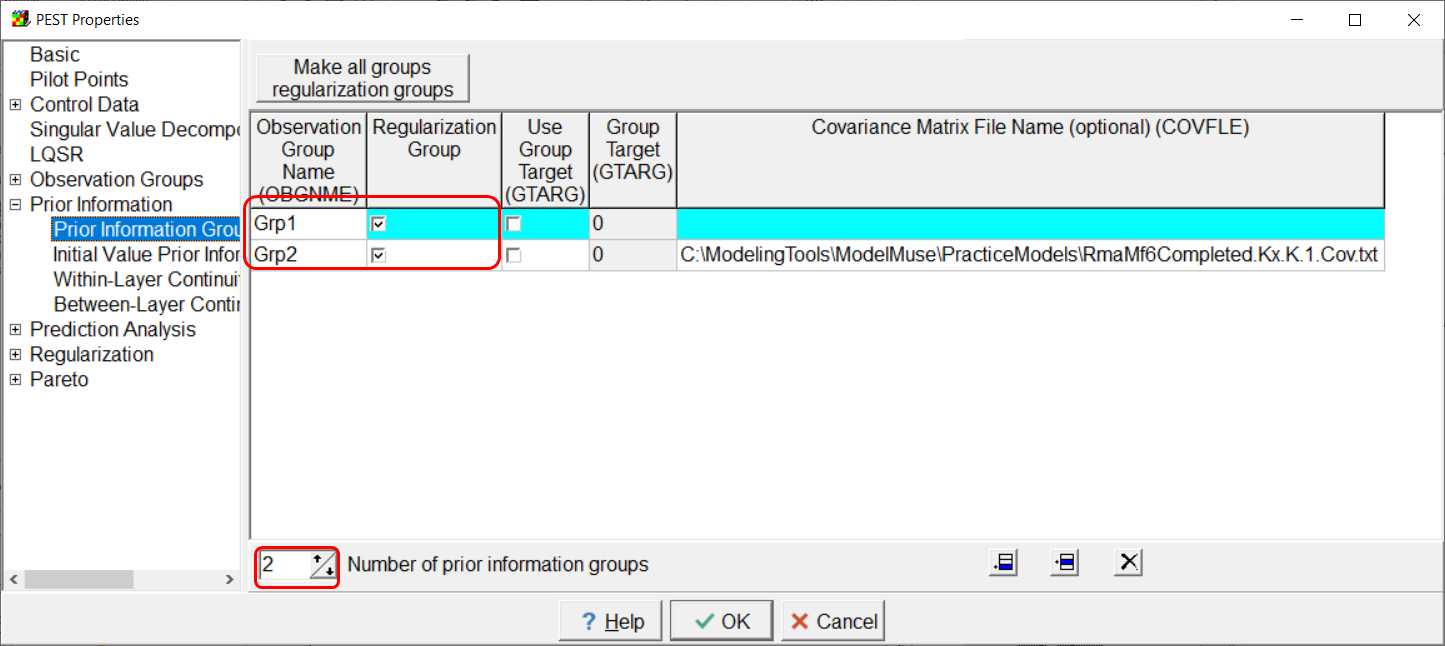 PEST Properties
Basic
Pilot Points
Control Data
Singular Value Decompo
LQSR
Observation Groups
Prior Information
Prior Information Grou
Initial Value Prior Infor
Within-Layer Continuit
Between-Layer Contin
Prediction Analysis
Regularization
Pareto
Make all groups
regularization groups
Observation
Group
Name
(OBGNME)
Regularization
Group
Use
Group
Target
(GTARG)
Group
Target
(GTARG)
Covariance Matrix File Name (optional) (COVFLE)
Grp1 0
Grp2 0 C:\ModelingTools\ModelMuse\PracticeModels\RmaMf6Completed.Kx.K.1.Cov.txt
2 Number of prior information groups
? Help OK Cancel